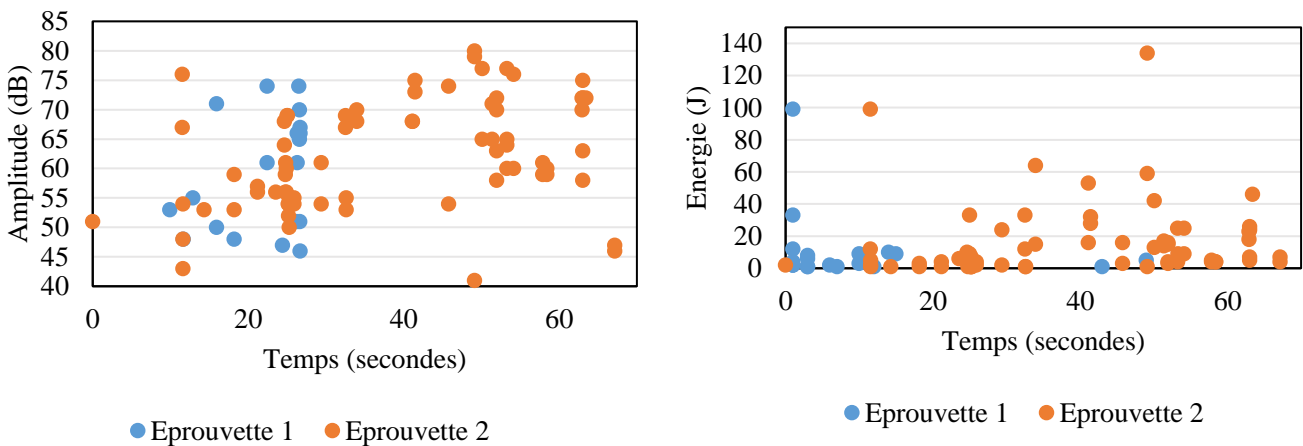 85
80
75
70
65
60
55
50
45
40
Amplitude (dB)
0 20 40 60
Temps (secondes)
Eprouvette 1 Eprouvette 2
140
120
100
80
60
40
20
0
Energie (J)
0 20 40 60
Temps (secondes)
Eprouvette 1 Eprouvette 2